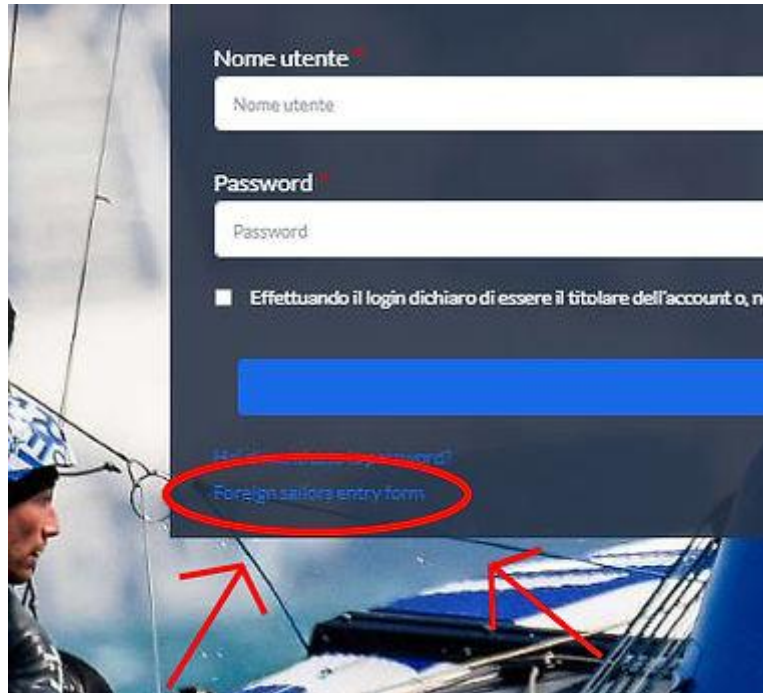 Nome utente *
Nome utente
Password *
Password
Effettuando il login dichiaro di essere il titolare dell'account o, n
password?
Foreign sailors entry form